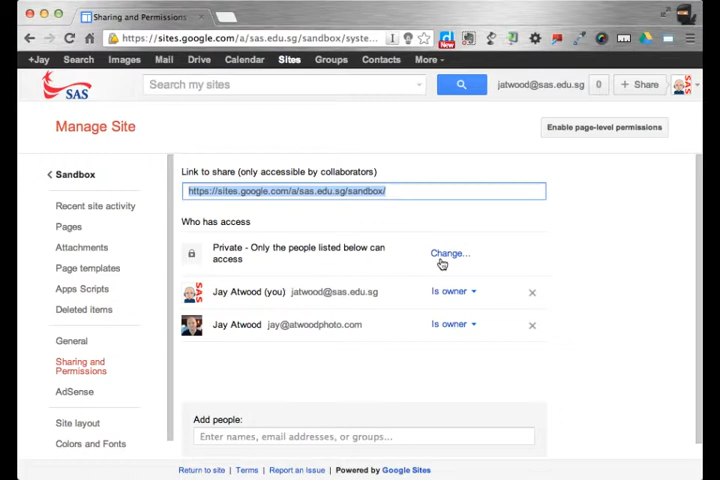 Sharing and Permissions
https://sites.google.com/a/sas.edu.sg/sandbox/syste...
New
+Jay Search Images Mail Drive Calendar Sites Groups Contacts More
SAS
Search my sites
jatwood@sas.edu.sg 0 + Share
Manage Site
Enable page-level permissions
Sandbox
Recent site activity
Pages
Attachments
Page templates
Apps Scripts
Deleted items
General
Sharing and
Permissions
AdSense
Site layout
Colors and Fonts
Link to share (only accessible by collaborators)
https://sites.google.com/a/sas.edu.sg/sandbox/
Who has access
Private - Only the people listed below can
access
Change...
Jay Atwood (you) jatwood@sas.edu.sg Is owner
Jay Atwood jay@atwoodphoto.com Is owner
Add people:
Enter names, email addresses, or groups...
Return to site | Terms | Report an Issue | Powered by Google Sites